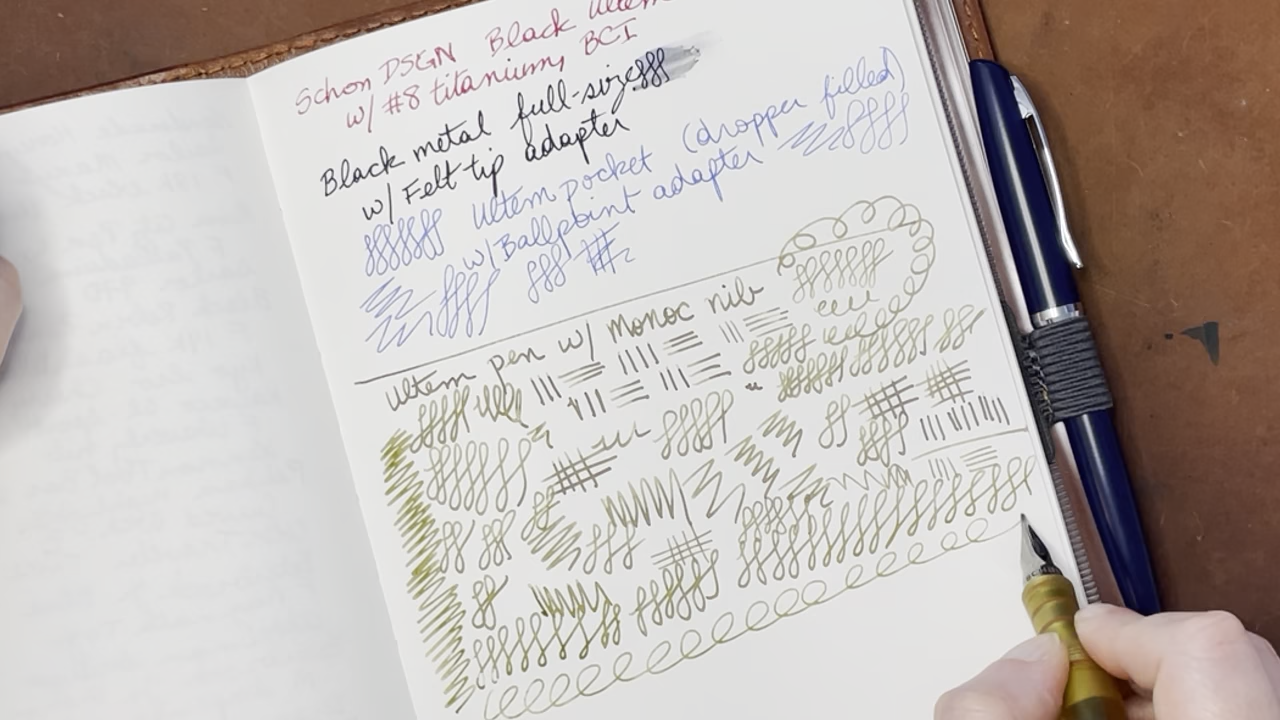 Schon DSGN Black Ultem
w/ #8 titanium, BCI
Black metal full-size
w/ Felt tip adapter
Ultem pocket (dropper filled)
w/ Ballpoint adapter
Ultem pen w/ Monoc nib